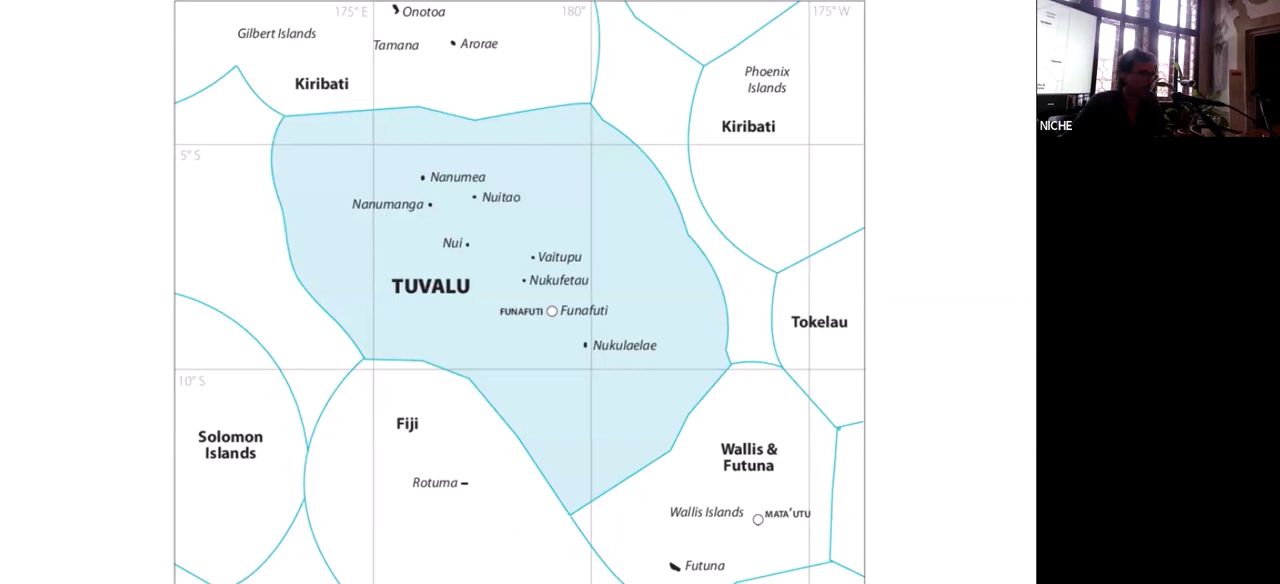 175° E
Onotoa
180°
175° W
Gilbert Islands
Tamana
Arorae
Kiribati
Phoenix
Islands
Kiribati
NICHE
5° S
Nanumea
Nuitao
Nanumanga
Nui
Vaitupu
TUVALU
Nukufetau
FUNAFUTI
Funafuti
Tokelau
Nukulaelae
10° S
Fiji
Solomon
Islands
Wallis &
Futuna
Rotuma
Wallis Islands
MATA'UTU
Futuna